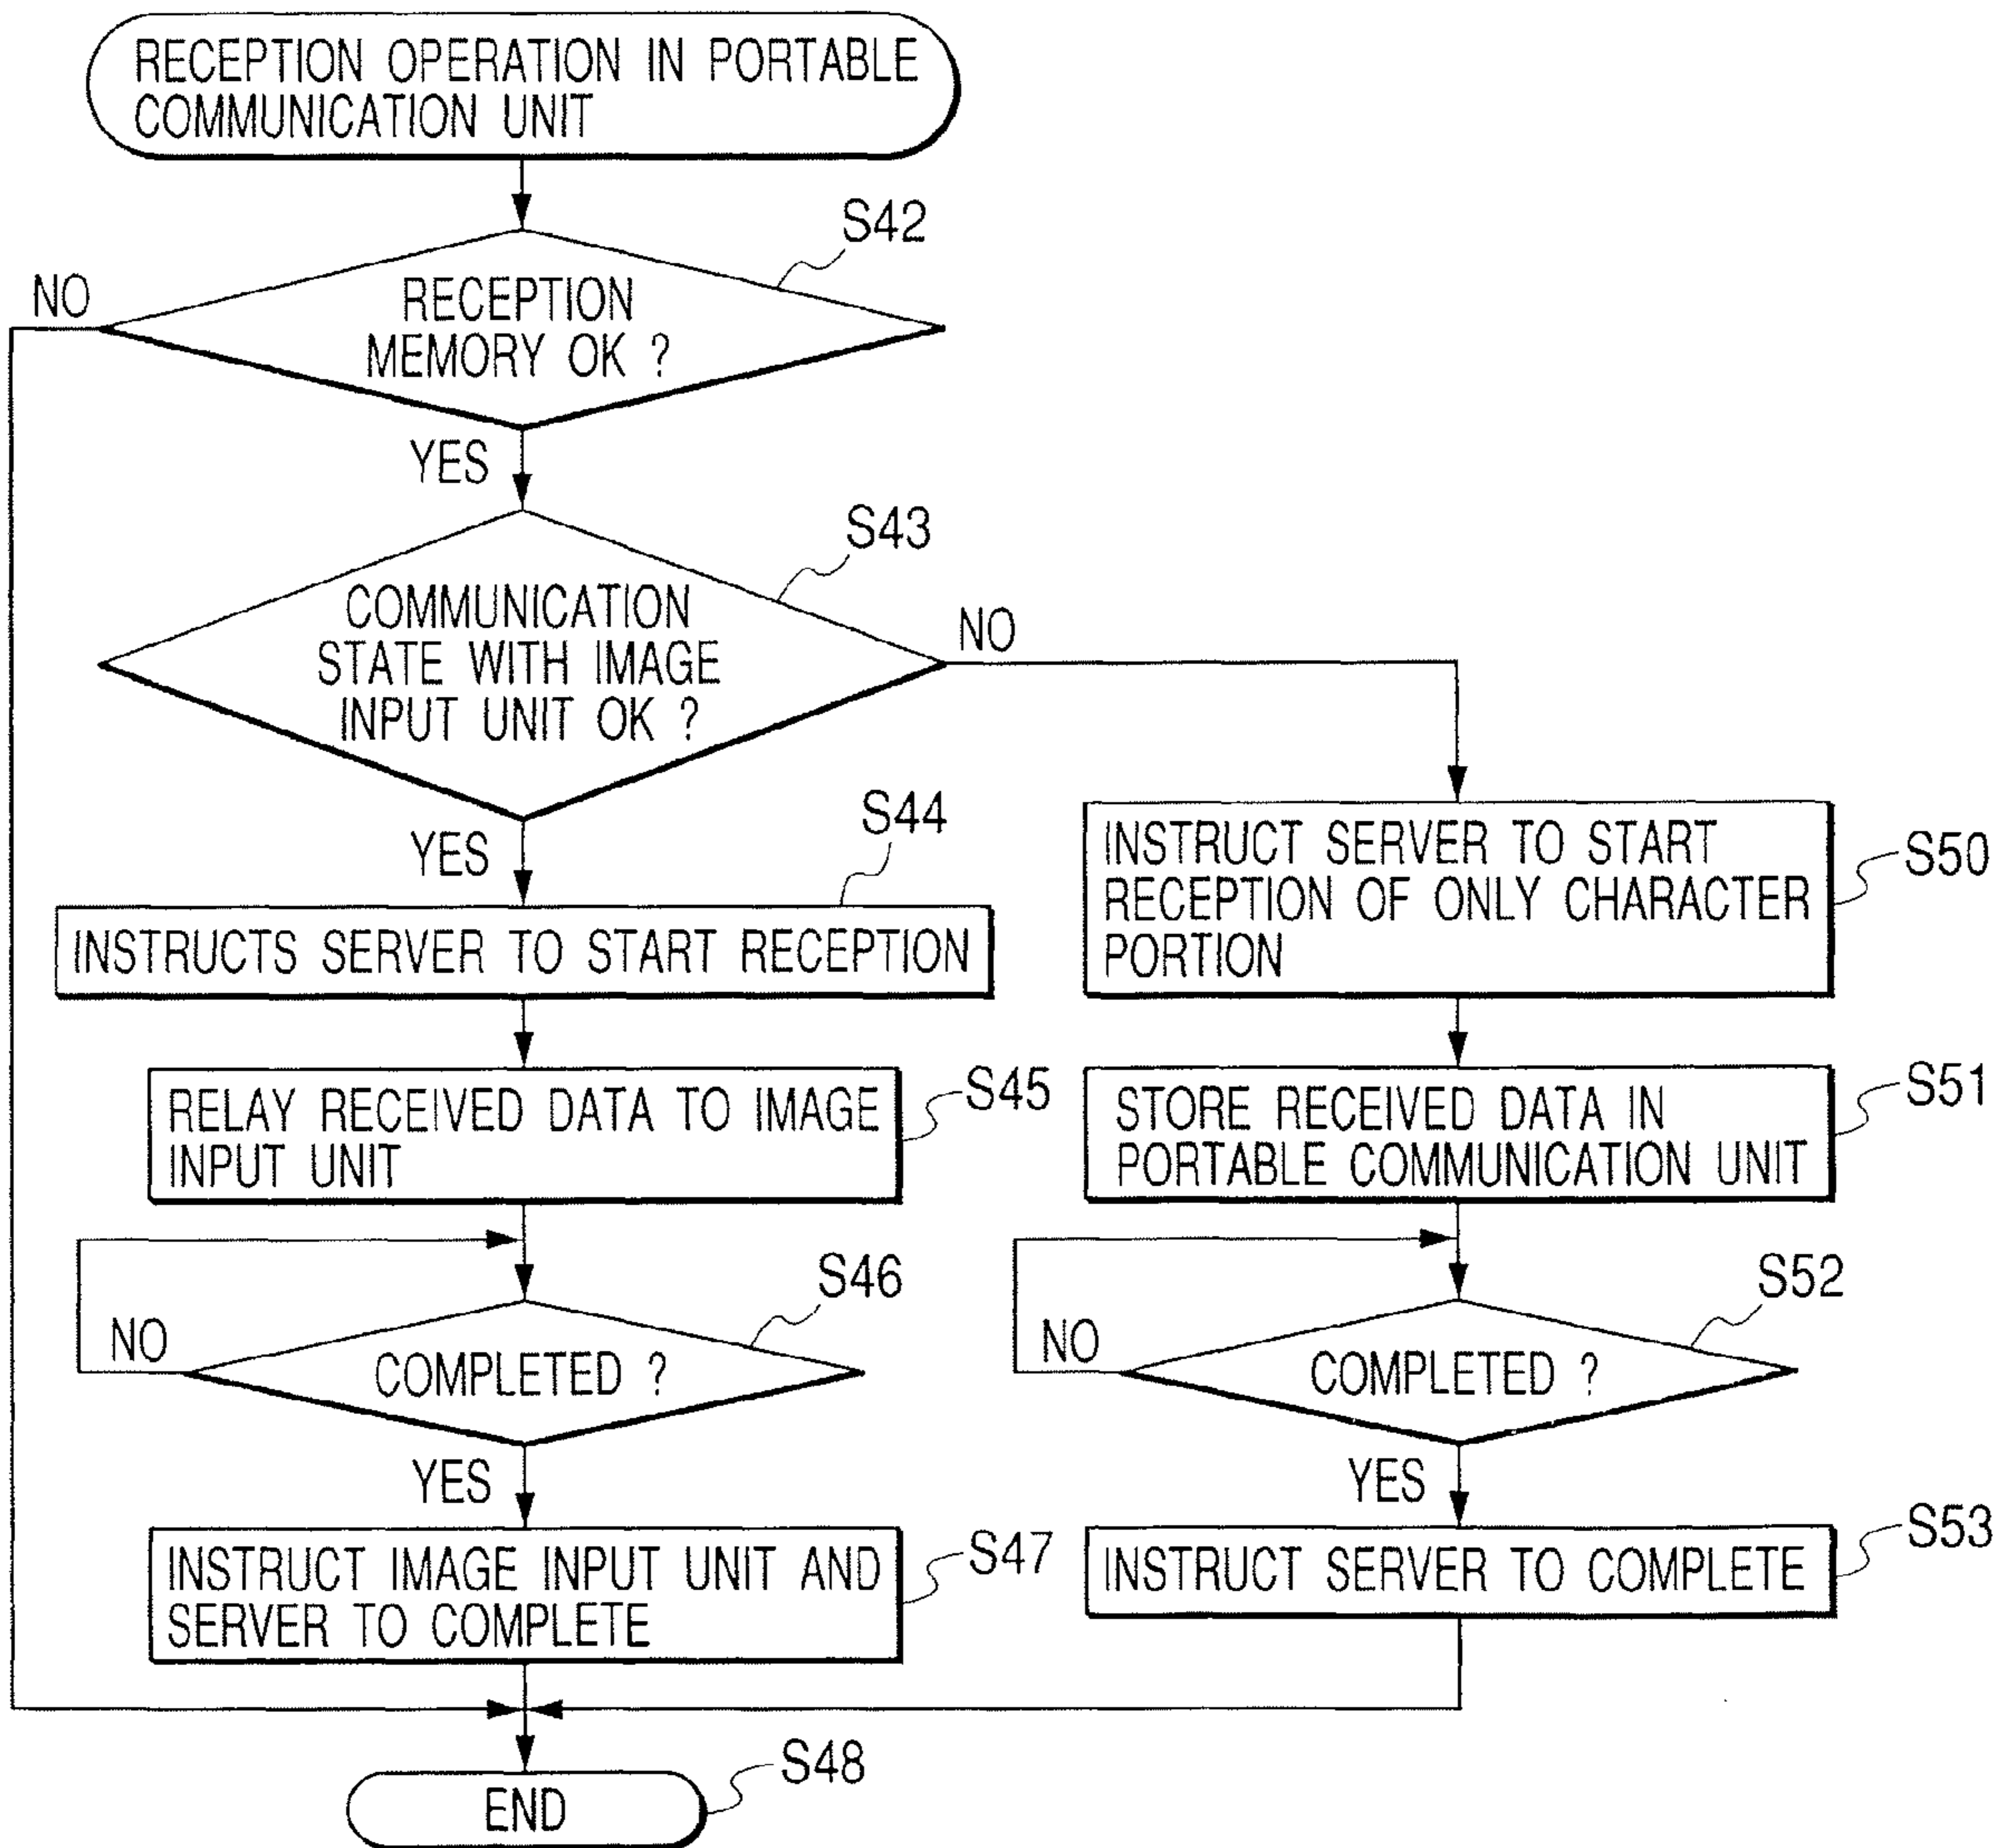 RECEPTION OPERATION IN PORTABLE
COMMUNICATION UNIT
S42
NO
RECEPTION
MEMORY OK ?
YES
S43
COMMUNICATION
STATE WITH IMAGE
INPUT UNIT OK ?
NO
YES
S44
INSTRUCTS SERVER TO START RECEPTION
INSTRUCT SERVER TO START
RECEPTION OF ONLY CHARACTER
PORTION
S50
RELAY RECEIVED DATA TO IMAGE
INPUT UNIT
S45
STORE RECEIVED DATA IN
PORTABLE COMMUNICATION UNIT
S51
S46
NO
COMPLETED ?
YES
S52
NO
COMPLETED ?
YES
INSTRUCT IMAGE INPUT UNIT AND
SERVER TO COMPLETE
S47
INSTRUCT SERVER TO COMPLETE
S53
END
S48